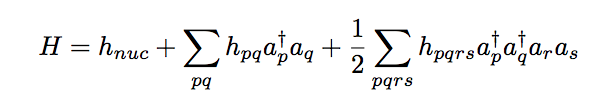 H = h_{nuc} + \sum_{pq} h_{pq} a_p^\dagger a_q + \frac{1}{2} \sum_{pqrs} h_{pqrs} a_p^\dagger a_q^\dagger a_r a_s